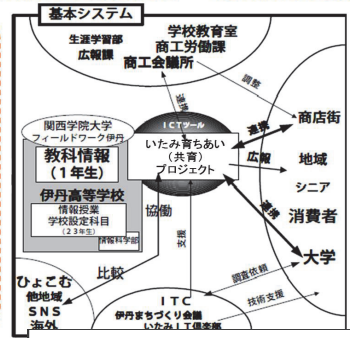 基本システム
学校教育室
生涯学習部
商工労働課
広報課
商工会議所
調整
連携
関西学院大学
フィールドワーク伊丹
教科情報
（1年生）
伊丹高等学校
情報授業
学校設定科目
（23年生）
情報科学部
ICTツール
いたみ育ちあい
（共育）
プロジェクト
連携
広報
連携
商店街
地域
シニア
消費者
大学
協働
支援
比較
ひょこむ
他地域
SNS
海外
調査依頼
技術支援
ITC
伊丹まちづくり会議
いたみIT倶楽部